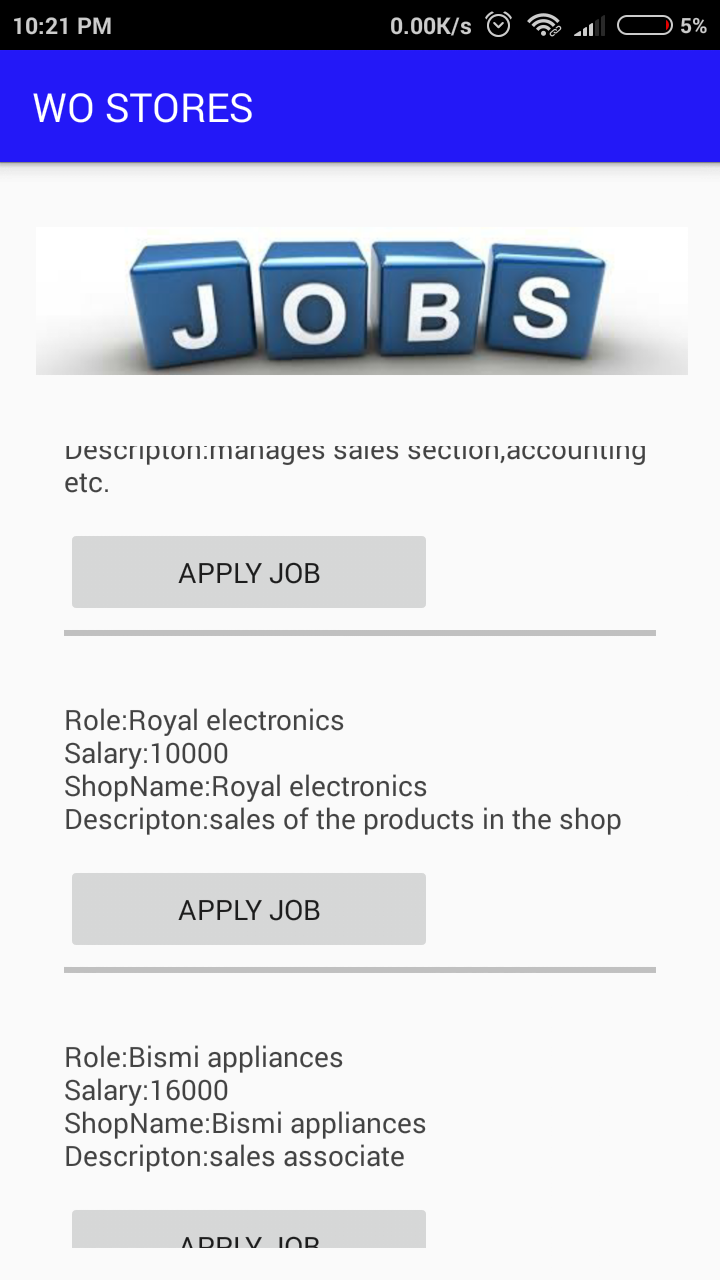 10:21 PM 0.00K/s 5%
WO STORES
JOBS
Descripton:manages sales section,accounting
etc.
APPLY JOB
Role:Royal electronics
Salary:10000
ShopName:Royal electronics
Descripton:sales of the products in the shop
APPLY JOB
Role:Bismi appliances
Salary:16000
ShopName:Bismi appliances
Descripton:sales associate
APPLY JOB